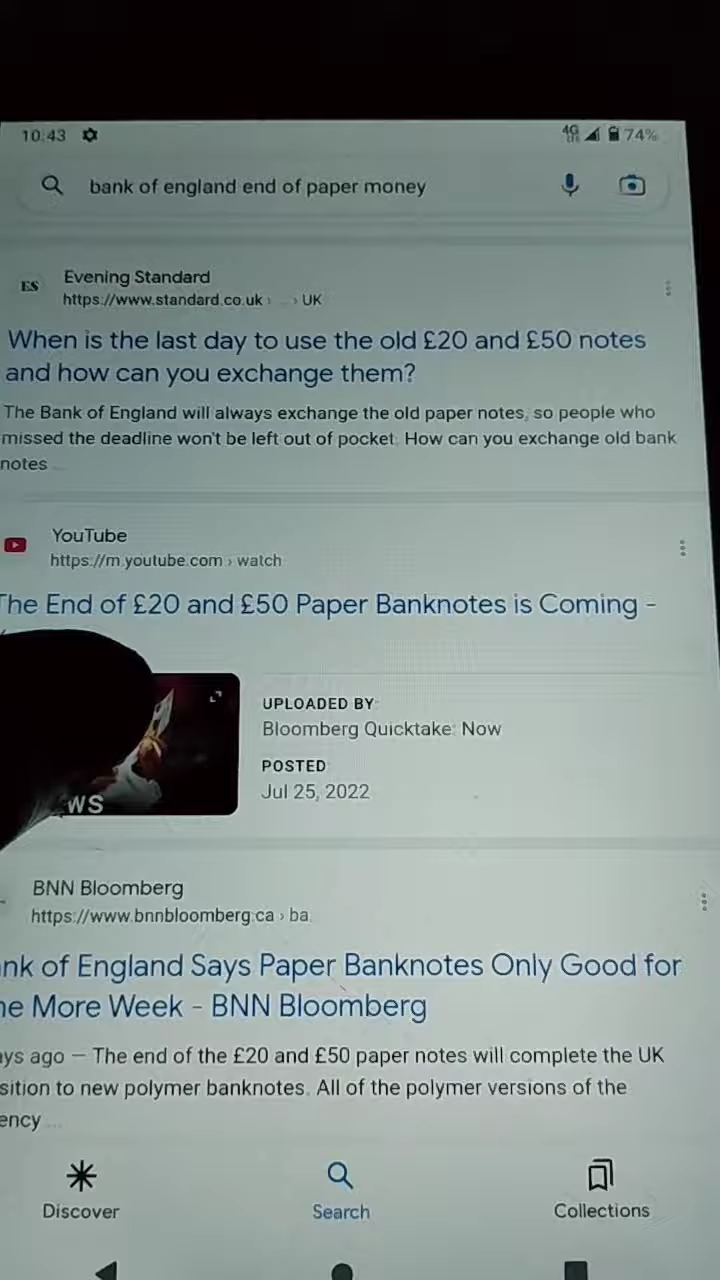 10:43
4G
74%
bank of england end of paper money
ES
Evening Standard
https://www.standard.co.uk › ... › UK
When is the last day to use the old £20 and £50 notes
and how can you exchange them?
The Bank of England will always exchange the old paper notes, so people who
missed the deadline won't be left out of pocket. How can you exchange old bank
notes ...
YouTube
https://m.youtube.com › watch
The End of £20 and £50 Paper Banknotes is Coming -
WS
UPLOADED BY:
Bloomberg Quicktake: Now
POSTED:
Jul 25, 2022
BNN Bloomberg
https://www.bnnbloomberg.ca › ba...
nk of England Says Paper Banknotes Only Good for
ne More Week - BNN Bloomberg
ays ago — The end of the £20 and £50 paper notes will complete the UK
sition to new polymer banknotes. All of the polymer versions of the
ency ...
Discover
Search
Collections